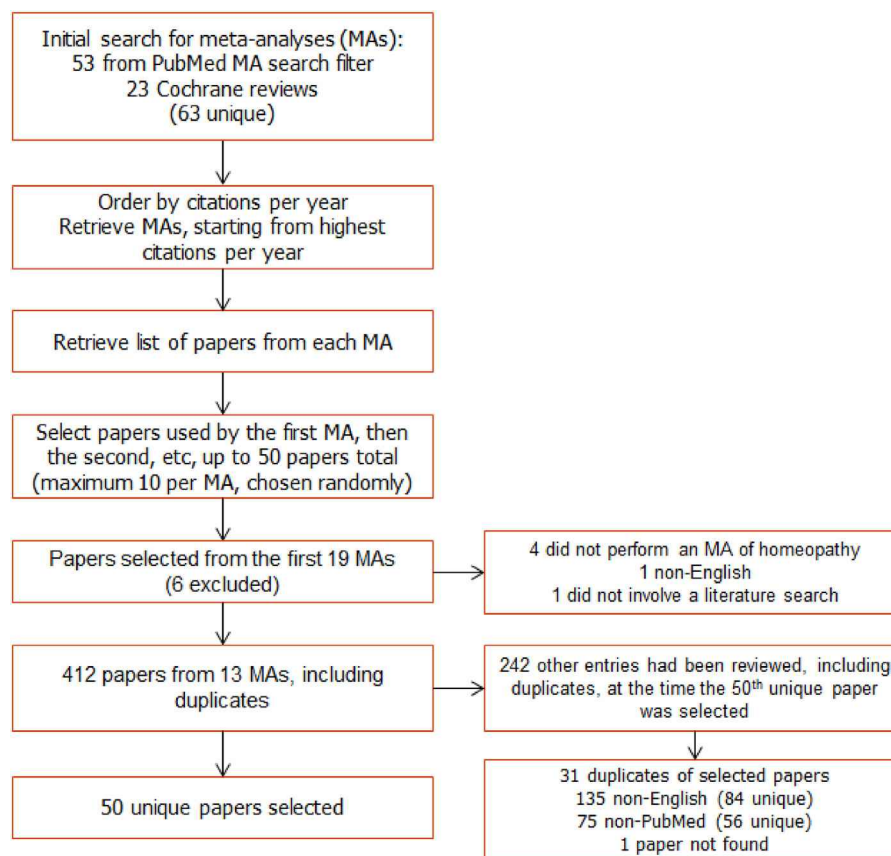 Initial search for meta-analyses (MAs):
53 from PubMed MA search filter
23 Cochrane reviews
(63 unique)
Order by citations per year
Retrieve MAs, starting from highest
citations per year
Retrieve list of papers from each MA
Select papers used by the first MA, then
the second, etc, up to 50 papers total
(maximum 10 per MA, chosen randomly)
Papers selected from the first 19 MAs
(6 excluded)
4 did not perform an MA of homeopathy
1 non-English
1 did not involve a literature search
412 papers from 13 MAs, including
duplicates
242 other entries had been reviewed, including
duplicates, at the time the 50th unique paper
was selected
50 unique papers selected
31 duplicates of selected papers
135 non-English (84 unique)
75 non-PubMed (56 unique)
1 paper not found